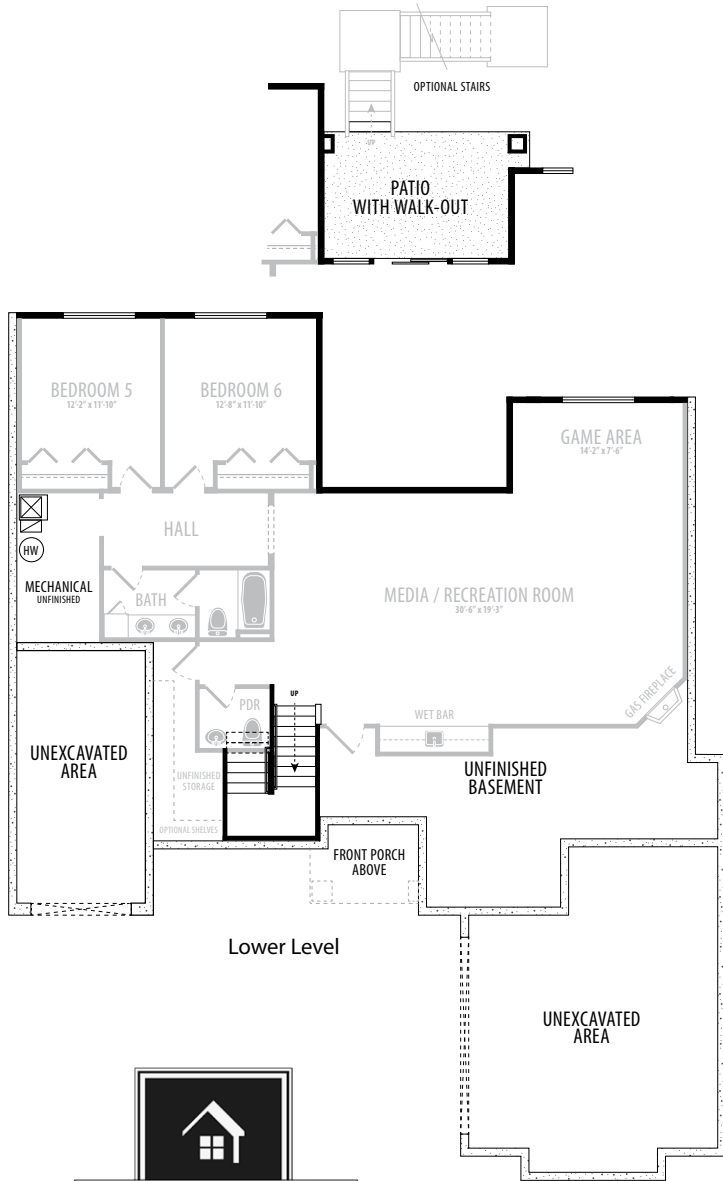 OPTIONAL STAIRS
UP
PATIO
WITH WALK-OUT
BEDROOM 5
12'-2" x 11'-10"
BEDROOM 6
12'-8" x 11'-10"
GAME AREA
14'-2" x 7'-6"
HALL
HW
MECHANICAL
UNFINISHED
BATH
MEDIA / RECREATION ROOM
30'-6" x 19'-3"
GAS FIREPLACE
UP
PDR
WET BAR
UNEXCAVATED
AREA
UNFINISHED
STORAGE
UNFINISHED
BASEMENT
OPTIONAL SHELVES
FRONT PORCH
ABOVE
Lower Level
UNEXCAVATED
AREA